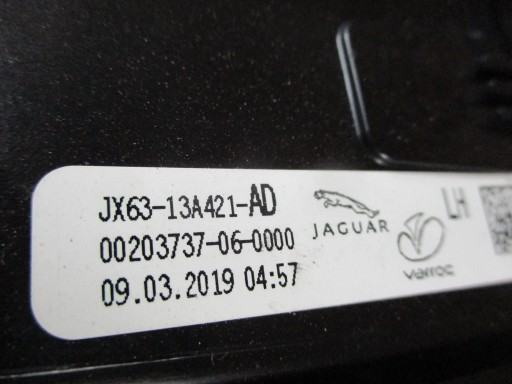 JX63-13A421-AD
00203737-06-0000
09.03.2019 04:57
JAGUAR
varroc
LH